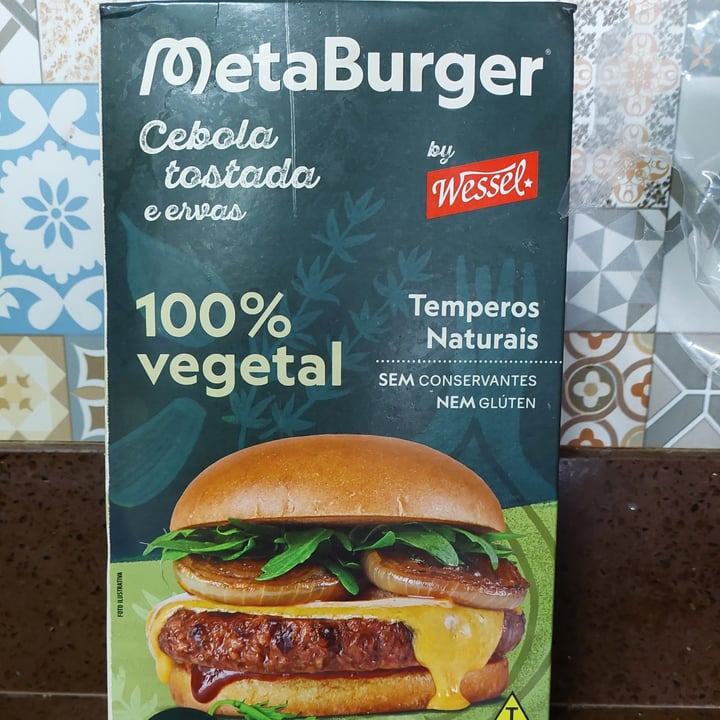 MetaBurger
Cebola
tostada
e ervas
by
Wessel
100%
vegetal
Temperos
Naturais
SEM CONSERVANTES
NEM GLÚTEN
FOTO ILUSTRATIVA
T